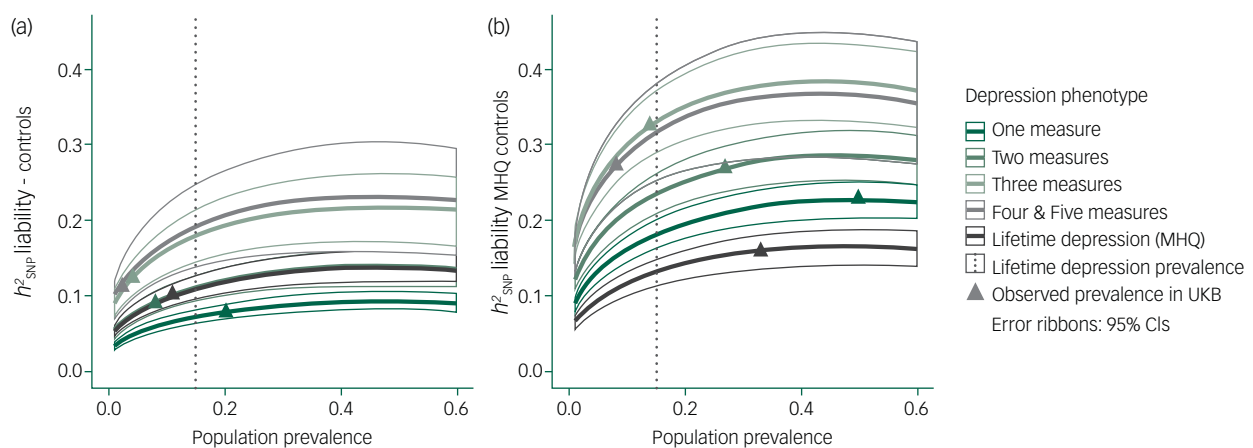 (a)
h²SNP liability - controls
0.4
0.3
0.2
0.1
0.0
0.0 0.2 0.4 0.6
Population prevalence
(b)
h²SNP liability MHQ controls
0.4
0.3
0.2
0.1
0.0
0.0 0.2 0.4 0.6
Population prevalence
Depression phenotype
One measure
Two measures
Three measures
Four & Five measures
Lifetime depression (MHQ)
Lifetime depression prevalence
Observed prevalence in UKB
Error ribbons: 95% CIs